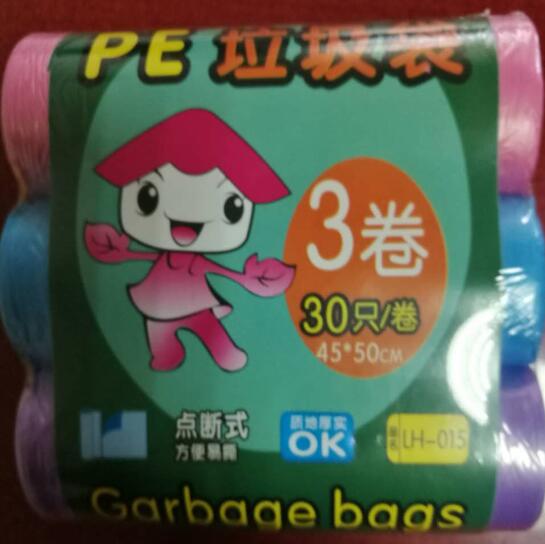 PE 垃圾袋
3卷
30只/卷
45*50CM
点断式
方便易撕
质地厚实
OK
LH-015
Garbage bags